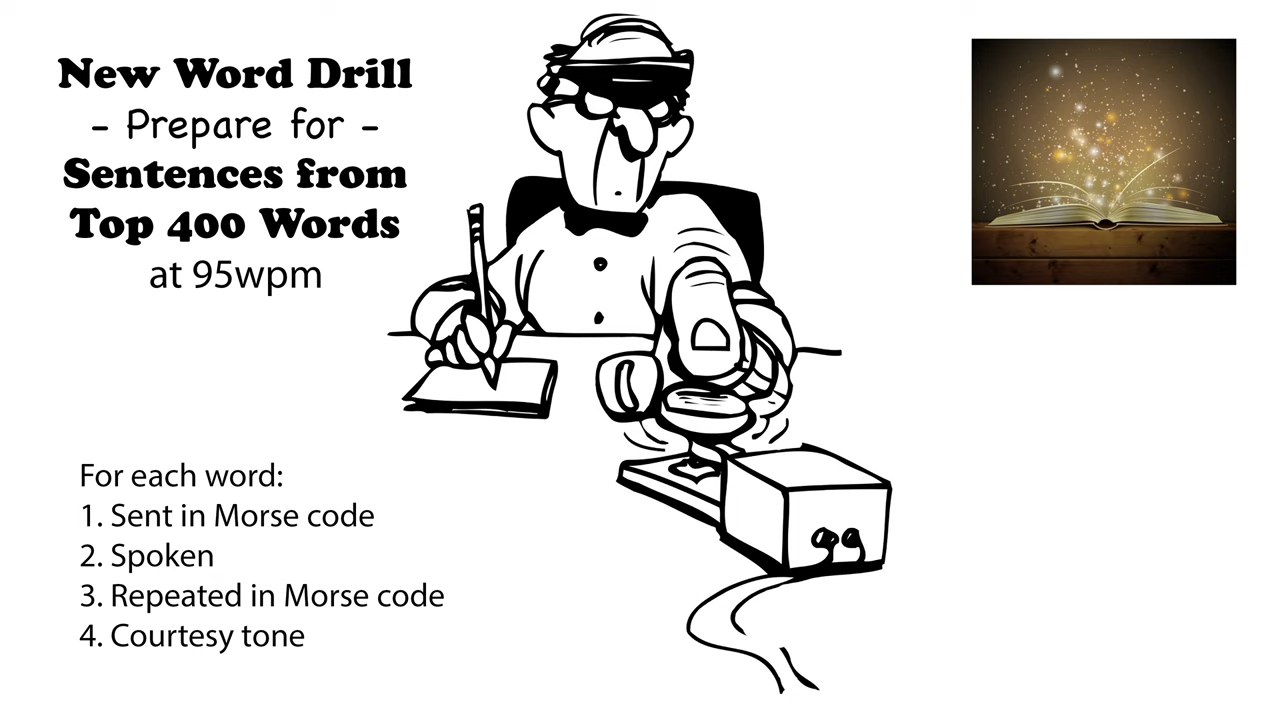 New Word Drill
- Prepare for -
Sentences from
Top 400 Words
at 95wpm
For each word:
1. Sent in Morse code
2. Spoken
3. Repeated in Morse code
4. Courtesy tone